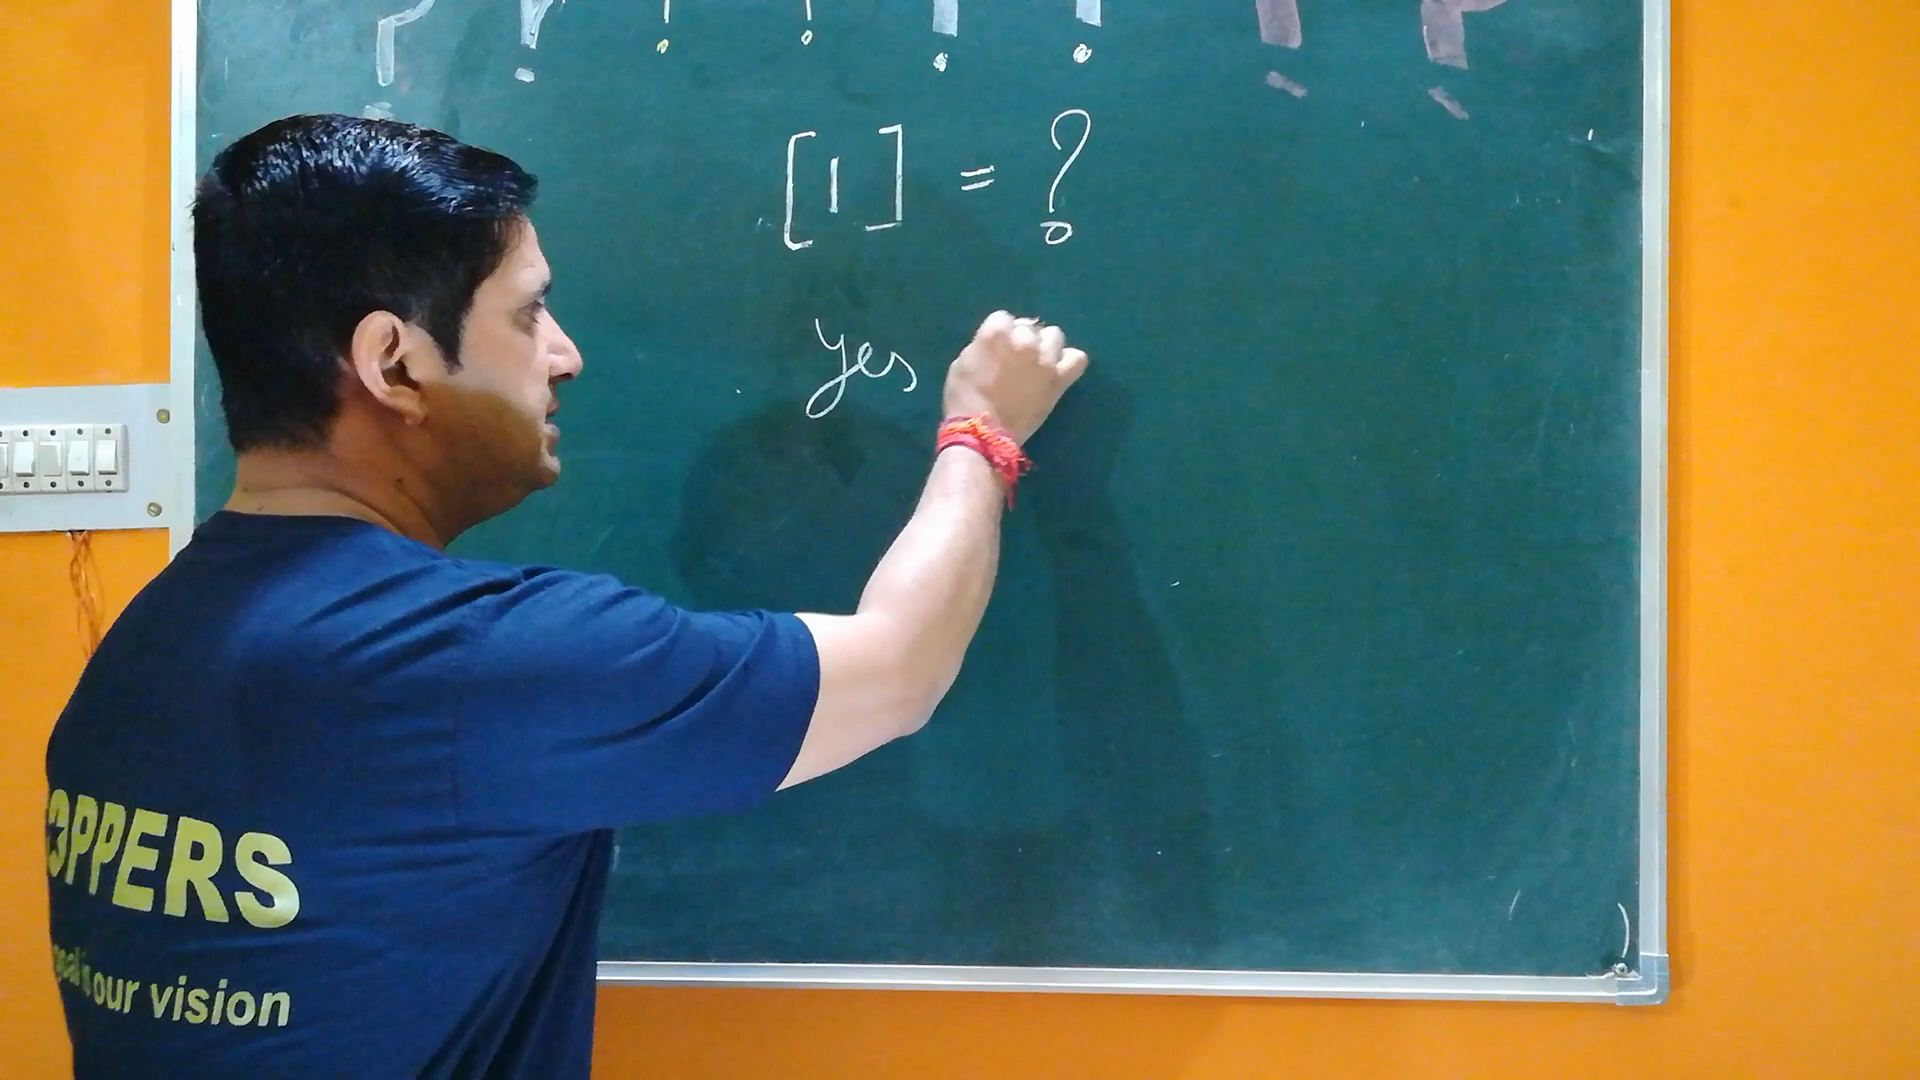 [1] = ?
yes
OPPERS
our vision